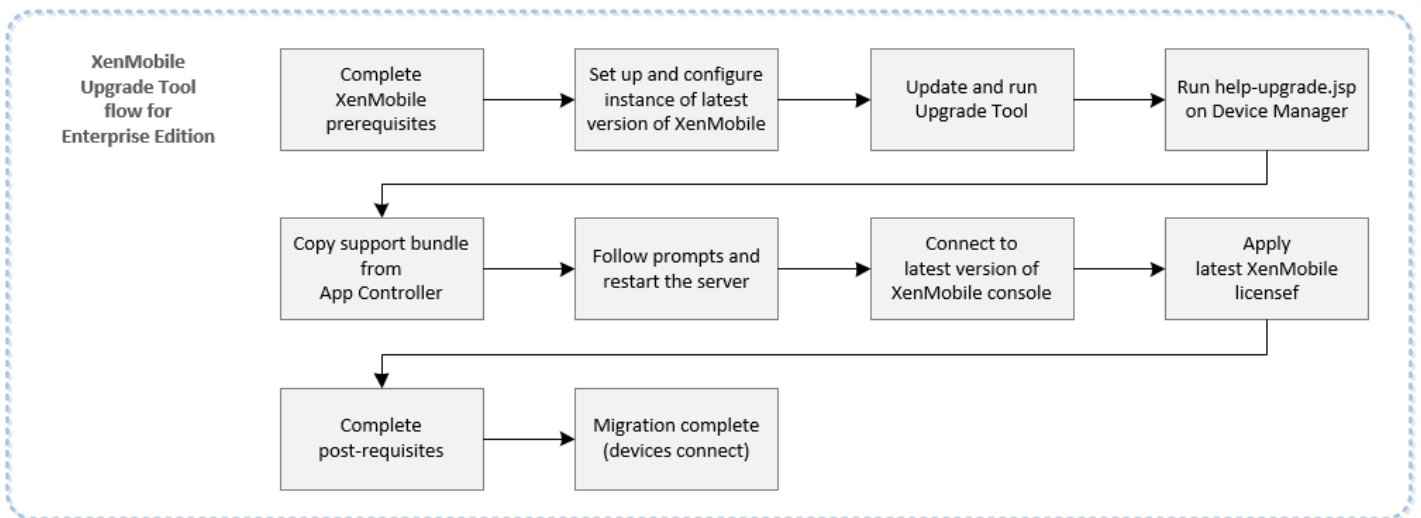 XenMobile
Upgrade Tool
flow for
Enterprise Edition
Complete
XenMobile
prerequisites
Set up and configure
instance of latest
version of XenMobile
Update and run
Upgrade Tool
Run help-upgrade.jsp
on Device Manager
Copy support bundle
from
App Controller
Follow prompts and
restart the server
Connect to
latest version of
XenMobile console
Apply
latest XenMobile
licensef
Complete
post-requisites
Migration complete
(devices connect)